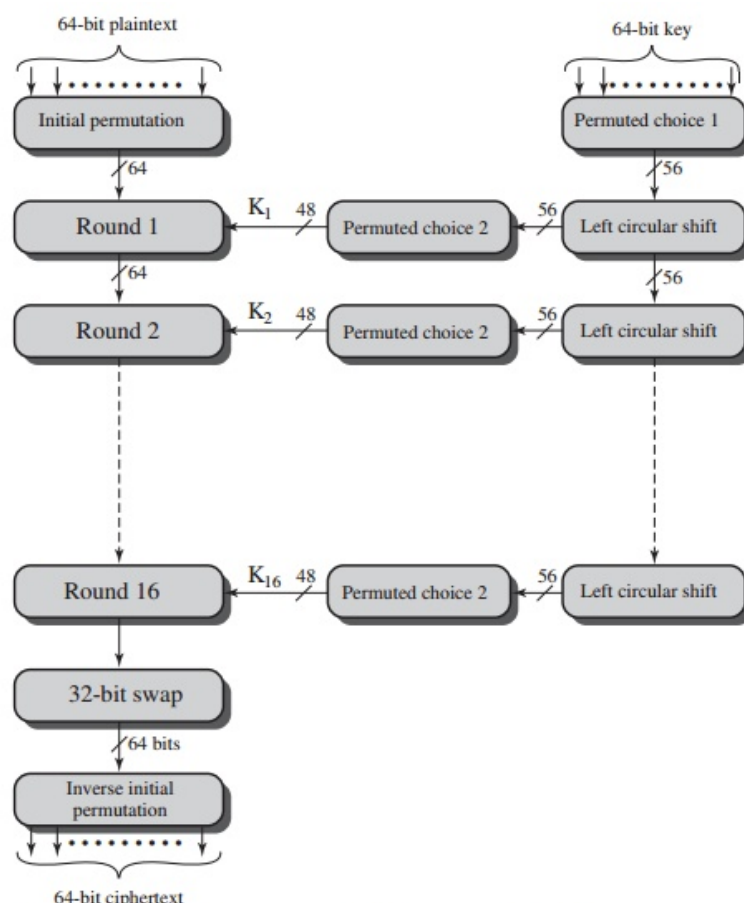 64-bit plaintext
64-bit key
Initial permutation
Permuted choice 1
64
56
Round 1
K1
48
Permuted choice 2
56
Left circular shift
64
56
Round 2
K2
48
Permuted choice 2
56
Left circular shift
Round 16
K16
48
Permuted choice 2
56
Left circular shift
32-bit swap
64 bits
Inverse initial
permutation
64-bit ciphertext